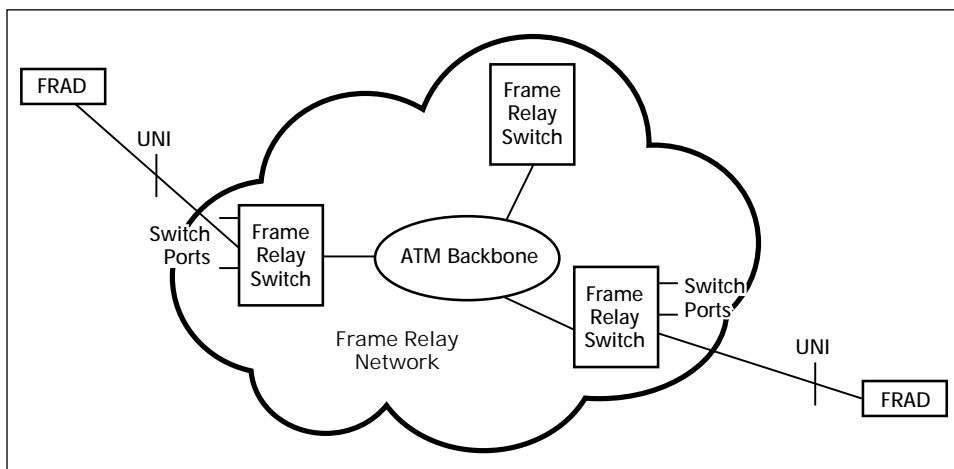 FRAD
UNI
Frame
Relay
Switch
Switch
Ports
Frame
Relay
Switch
ATM Backbone
Frame
Relay
Switch
Switch
Ports
Frame Relay
Network
UNI
FRAD